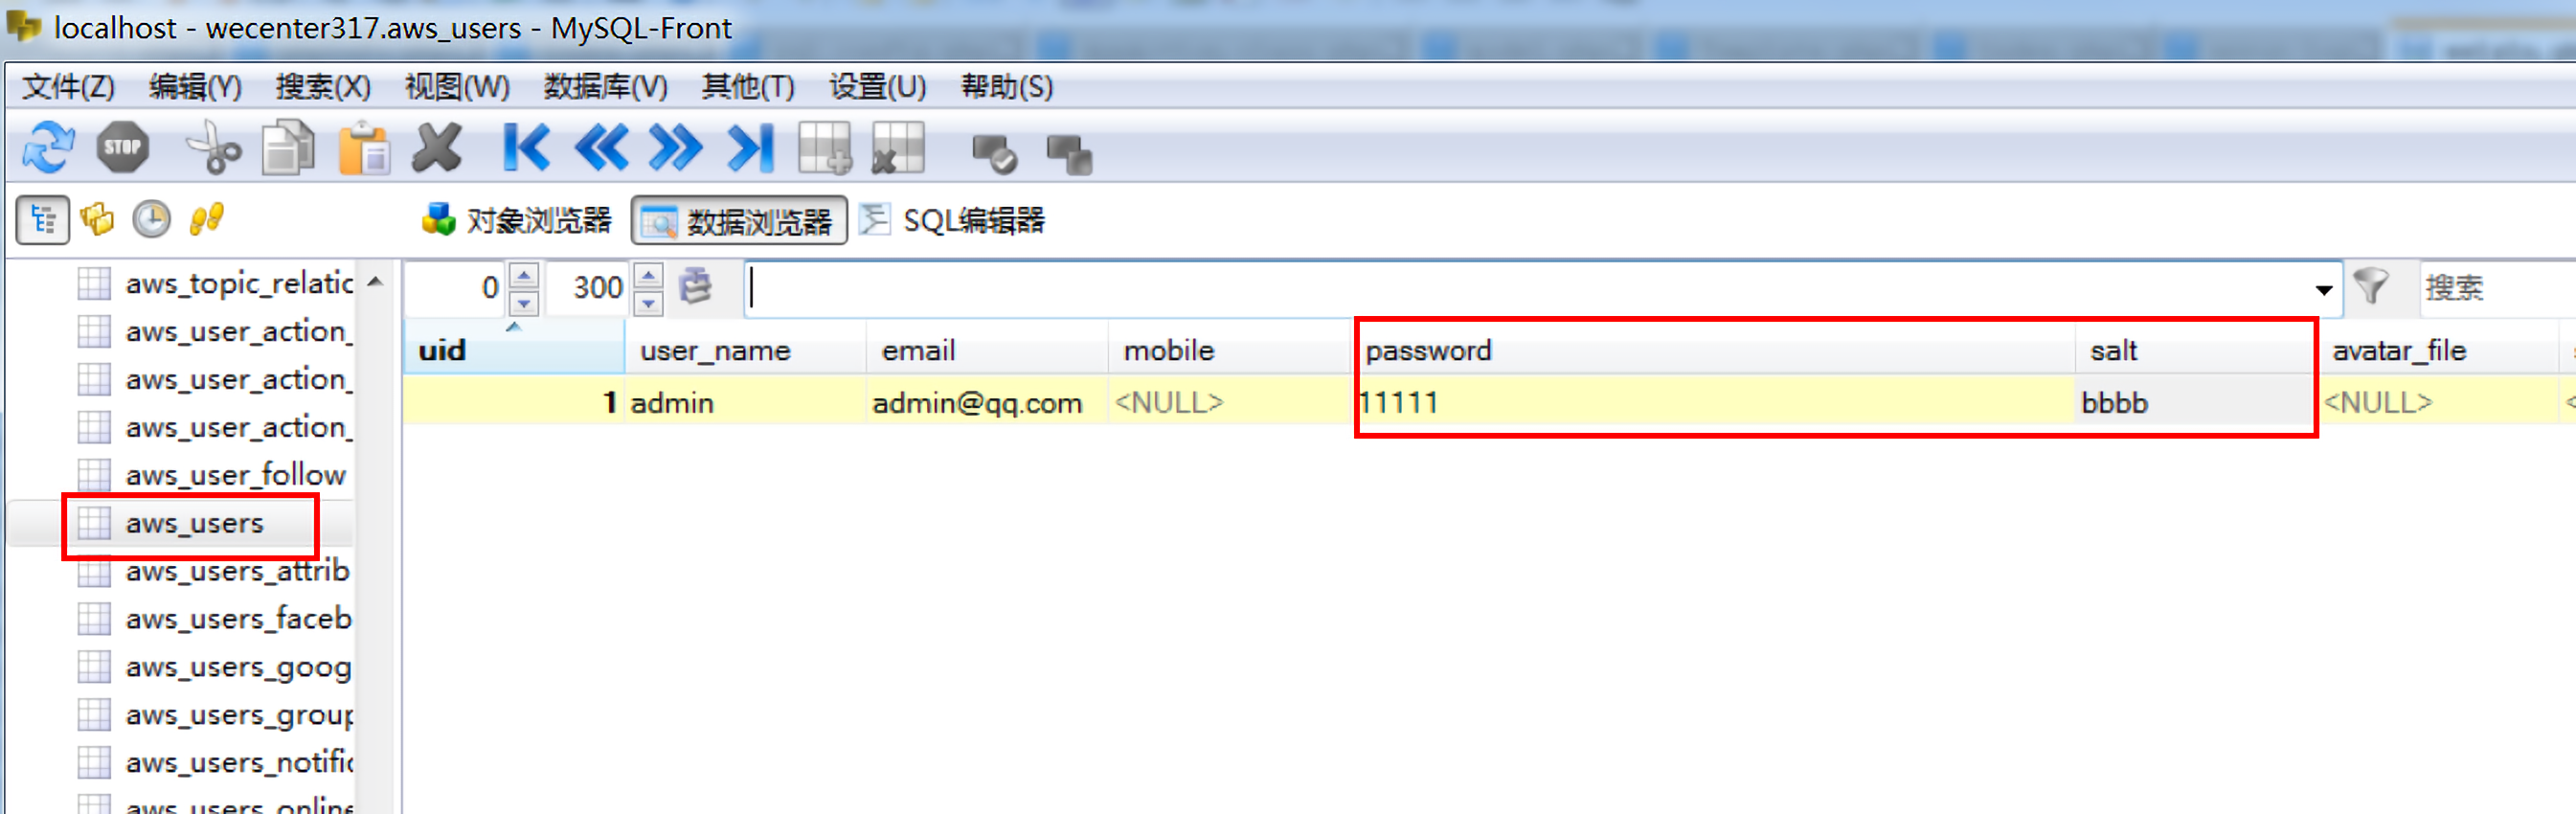 localhost - wecenter317.aws_users - MySQL-Front
文件(Z) 编辑(Y) 搜索(X) 视图(W) 数据库(V) 其他(T) 设置(U) 帮助(S)
STOP
对象浏览器 数据浏览器 SQL编辑器
0 300 搜索
aws_topic_relatic
aws_user_action_
aws_user_action_
aws_user_action_
aws_user_follow
aws_users
aws_users_attrib
aws_users_faceb
aws_users_goog
aws_users_group
aws_users_notific
aws_users_online
uid user_name email mobile password salt avatar_file
1 admin admin@qq.com <NULL> 11111 bbbb <NULL>